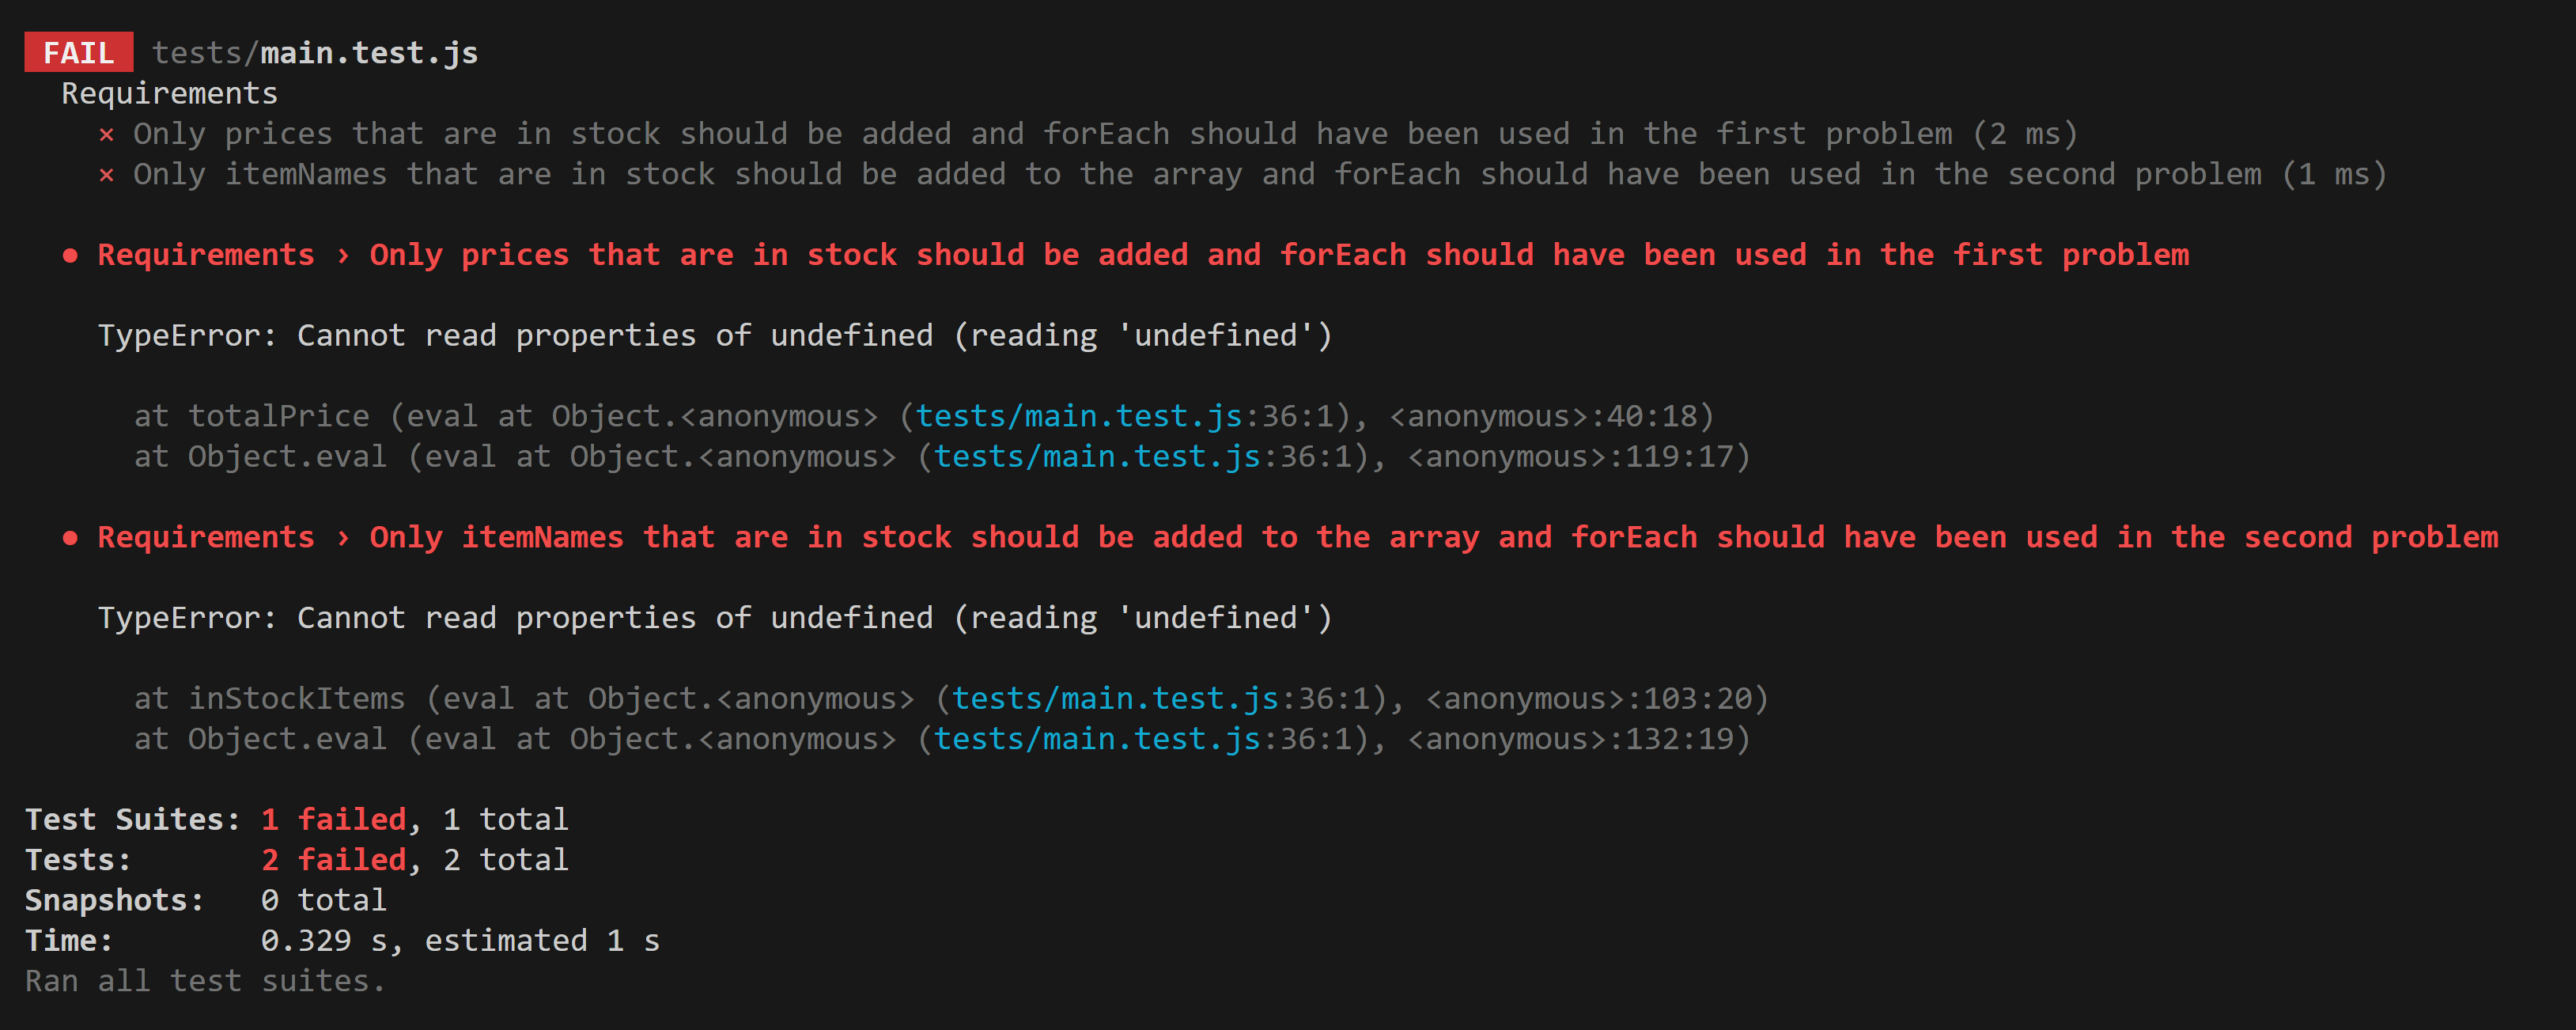 FAIL tests/main.test.js
Requirements
× Only prices that are in stock should be added and forEach should have been used in the first problem (2 ms)
× Only itemNames that are in stock should be added to the array and forEach should have been used in the second problem (1 ms)
● Requirements › Only prices that are in stock should be added and forEach should have been used in the first problem
TypeError: Cannot read properties of undefined (reading 'undefined')
at totalPrice (eval at Object.<anonymous> (tests/main.test.js:36:1), <anonymous>:40:18)
at Object.eval (eval at Object.<anonymous> (tests/main.test.js:36:1), <anonymous>:119:17)
● Requirements › Only itemNames that are in stock should be added to the array and forEach should have been used in the second problem
TypeError: Cannot read properties of undefined (reading 'undefined')
at inStockItems (eval at Object.<anonymous> (tests/main.test.js:36:1), <anonymous>:103:20)
at Object.eval (eval at Object.<anonymous> (tests/main.test.js:36:1), <anonymous>:132:19)
Test Suites: 1 failed, 1 total
Tests: 2 failed, 2 total
Snapshots: 0 total
Time: 0.329 s, estimated 1 s
Ran all test suites.